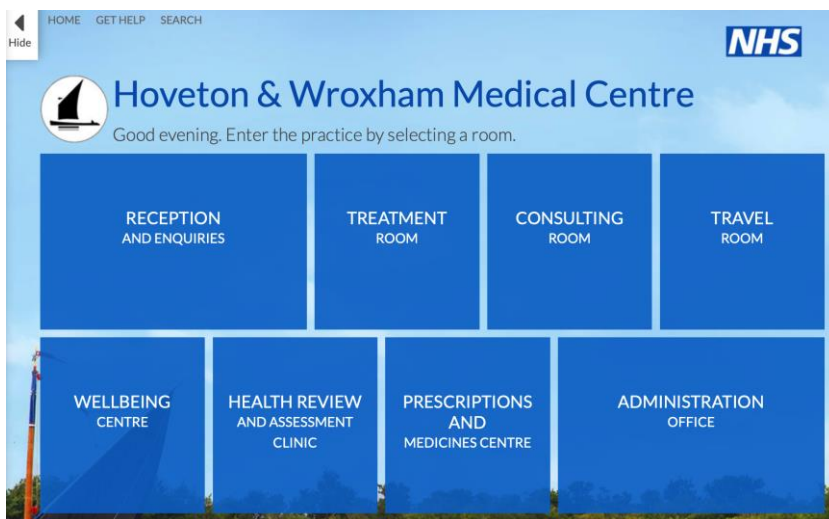 HOME GET HELP SEARCH
Hide
NHS
Hoveton & Wroxham Medical Centre
Good evening. Enter the practice by selecting a room.
RECEPTION
AND ENQUIRIES
TREATMENT
ROOM
CONSULTING
ROOM
TRAVEL
ROOM
WELLBEING
CENTRE
HEALTH REVIEW
AND ASSESSMENT
CLINIC
PRESCRIPTIONS
AND
MEDICINES CENTRE
ADMINISTRATION
OFFICE